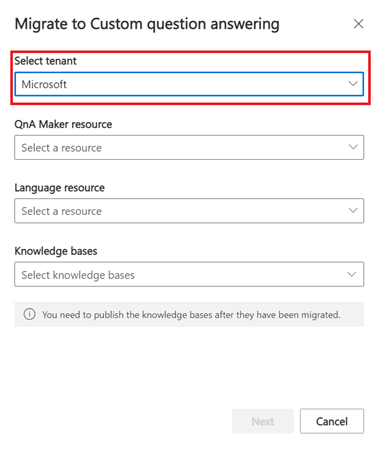 Migrate to Custom question answering
Select tenant
Microsoft
QnA Maker resource
Select a resource
Language resource
Select a resource
Knowledge bases
Select knowledge bases
You need to publish the knowledge bases after they have been migrated.
Next
Cancel